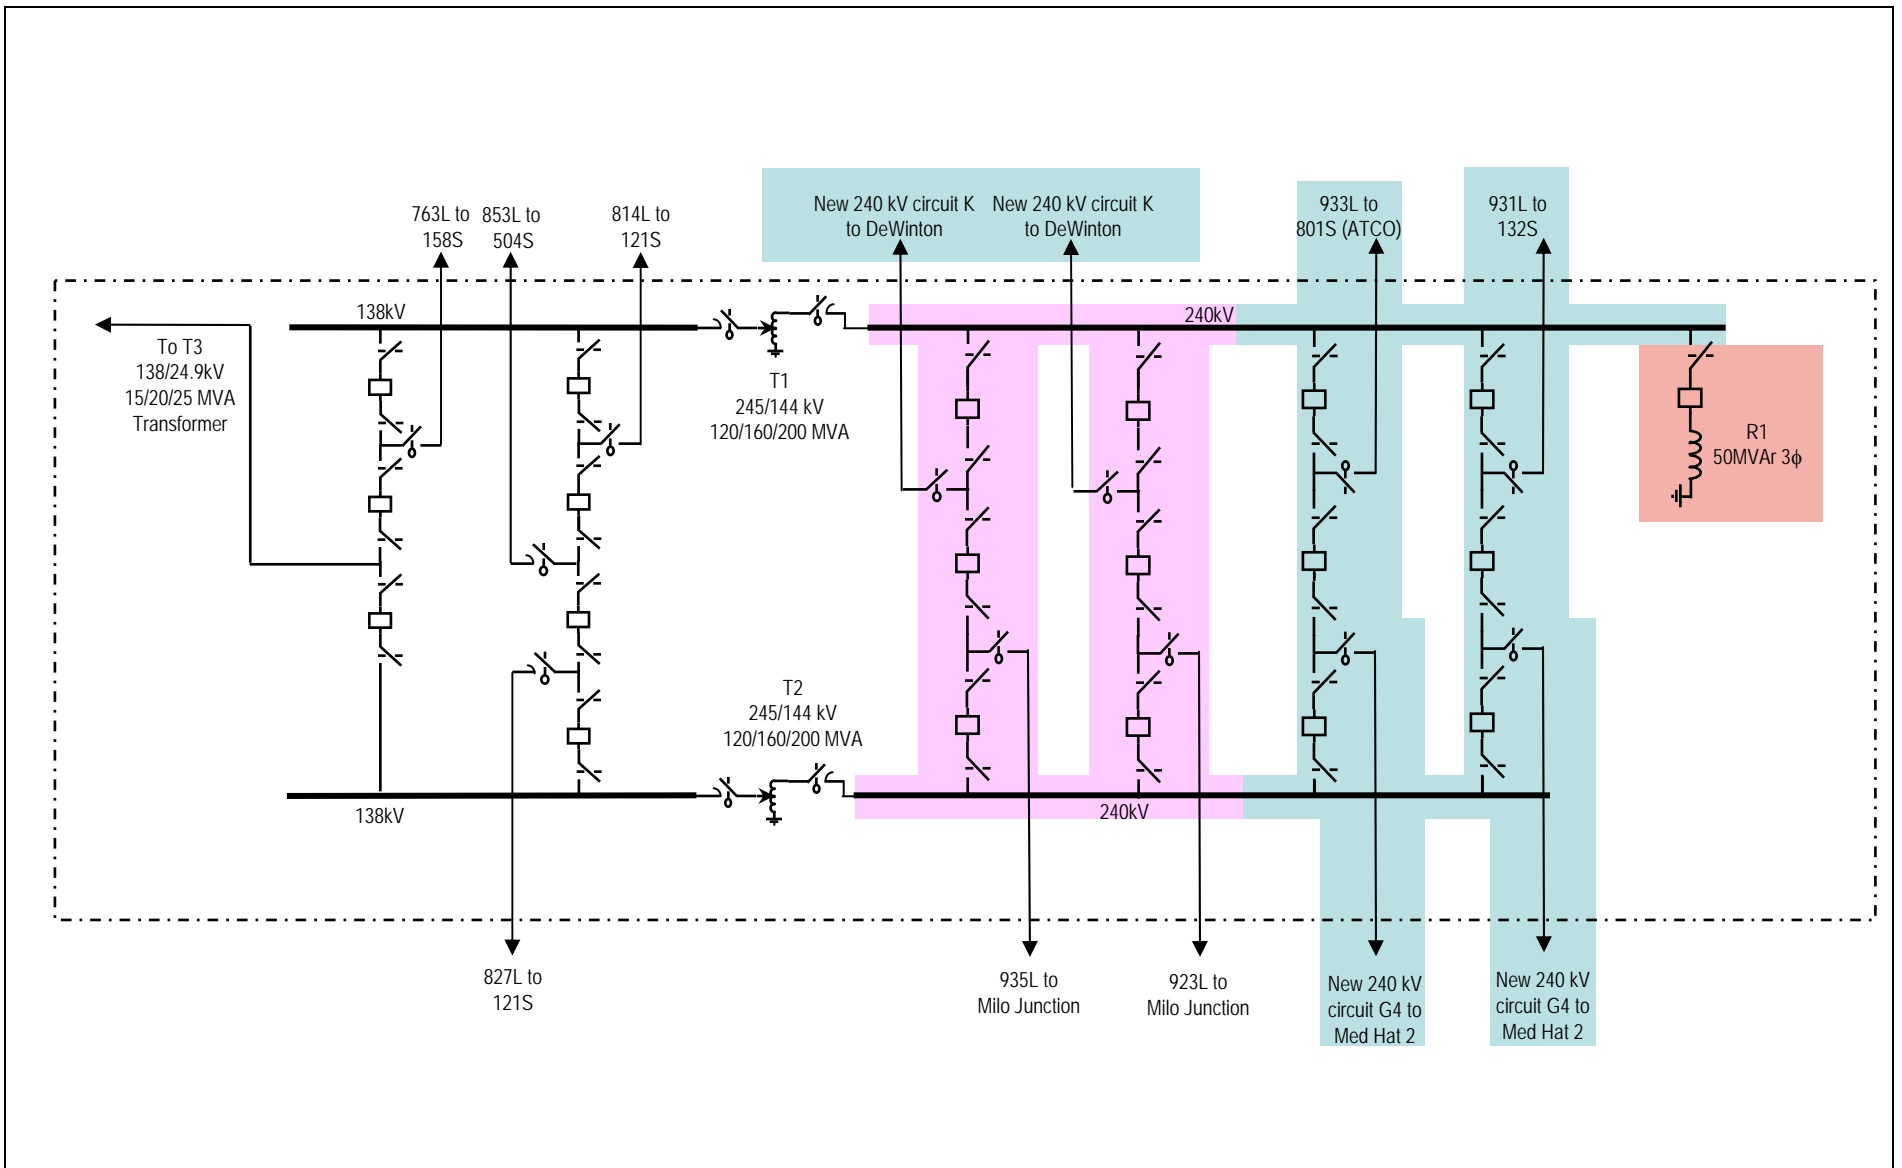 763L to
158S
853L to
504S
814L to
121S
New 240 kV circuit K
to DeWinton
New 240 kV circuit K
to DeWinton
933L to
801S (ATCO)
931L to
132S
138kV
240kV
To T3
138/24.9kV
15/20/25 MVA
Transformer
T1
245/144 kV
120/160/200 MVA
R1
50MVAr 3ϕ
T2
245/144 kV
120/160/200 MVA
138kV
240kV
827L to
121S
935L to
Milo Junction
923L to
Milo Junction
New 240 kV
circuit G4 to
Med Hat 2
New 240 kV
circuit G4 to
Med Hat 2